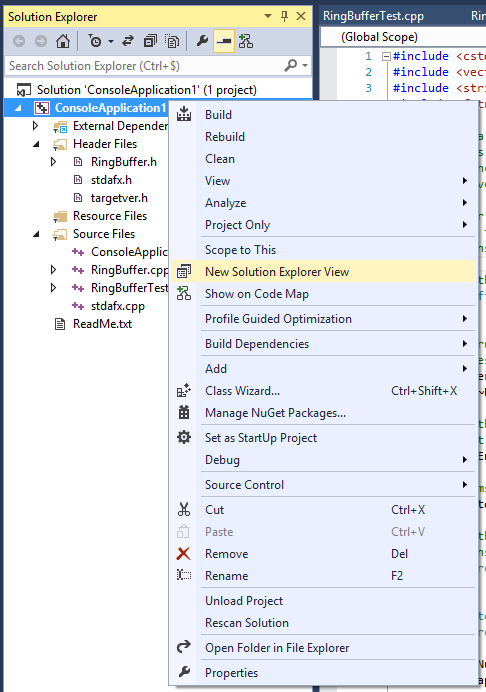 Solution Explorer
Search Solution Explorer (Ctrl+$)
Solution 'ConsoleApplication1' (1 project)
ConsoleApplication1
External Depender
Header Files
RingBuffer.h
stdafx.h
targetver.h
Resource Files
Source Files
ConsoleApplic
RingBuffer.cpp
RingBufferTest
stdafx.cpp
ReadMe.txt
Build
Rebuild
Clean
View
Analyze
Project Only
Scope to This
New Solution Explorer View
Show on Code Map
Profile Guided Optimization
Build Dependencies
Add
Class Wizard... Ctrl+Shift+X
Manage NuGet Packages...
Set as StartUp Project
Debug
Source Control
Cut Ctrl+X
Paste Ctrl+V
Remove Del
Rename F2
Unload Project
Rescan Solution
Open Folder in File Explorer
Properties
RingBufferTest.cpp Rin
(Global Scope)
1 #include <cstd
2 #include <vec
3 #include <str